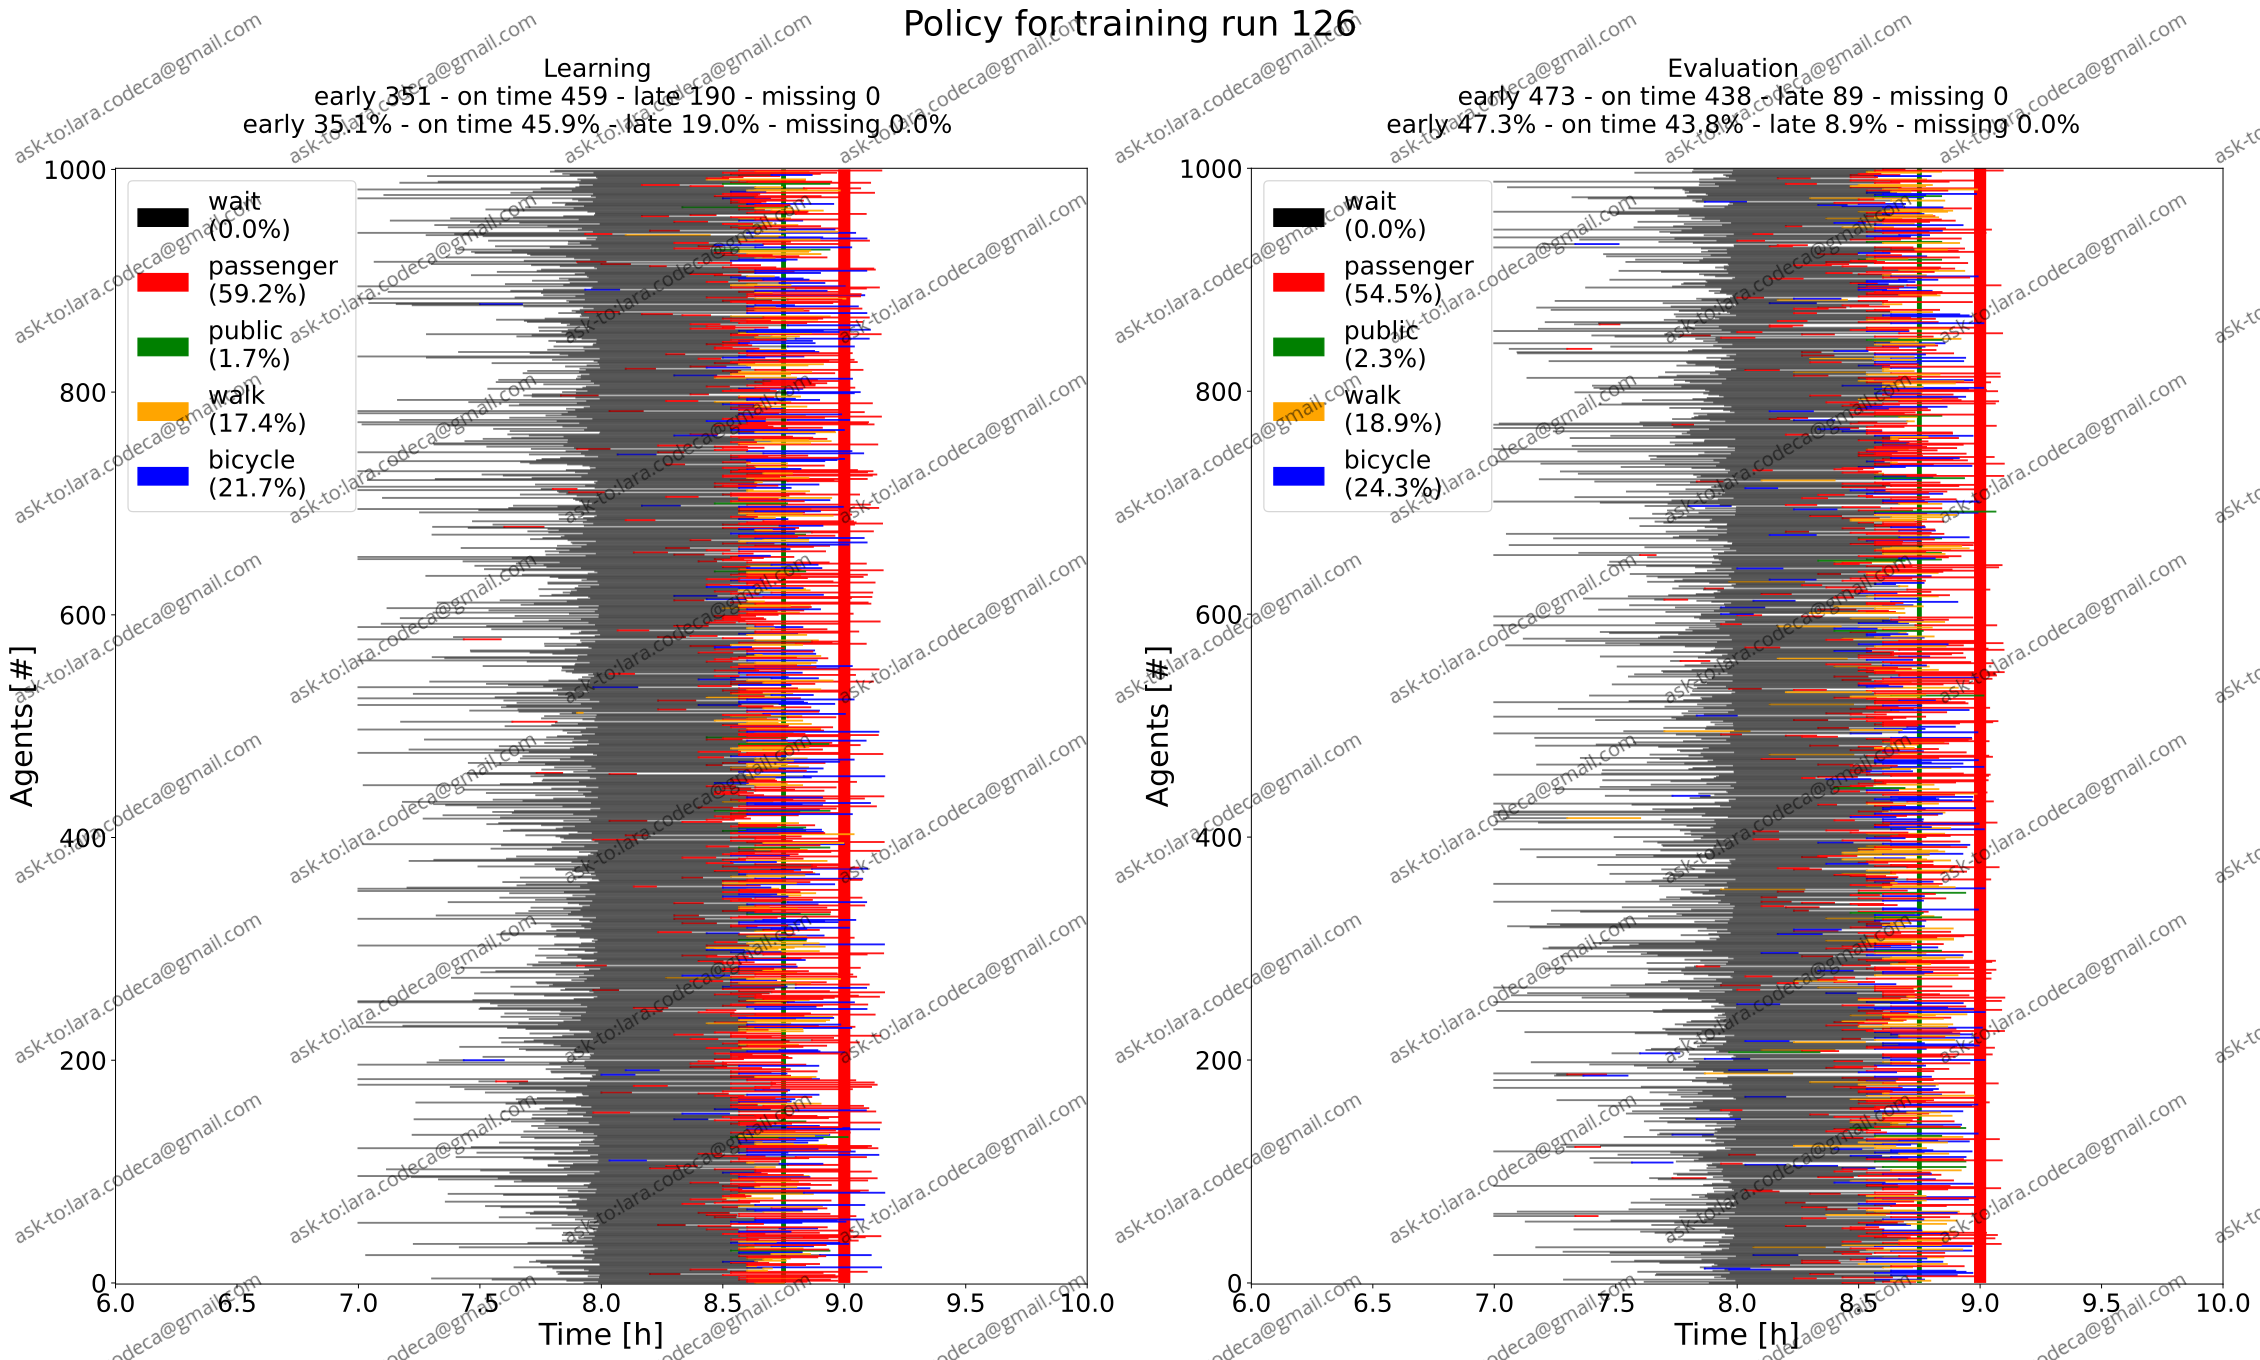 Policy for training run 126
Learning
early 351 - on time 459 - late 190 - missing 0
early 35.1% - on time 45.9% - late 19.0% - missing 0.0%
1000
800
600
400
200
0
Agents [#]
wait
(0.0%)
passenger
(59.2%)
public
(1.7%)
walk
(17.4%)
bicycle
(21.7%)
6.0 6.5 7.0 7.5 8.0 8.5 9.0 9.5 10.0
Time [h]
Evaluation
early 473 - on time 438 - late 89 - missing 0
early 47.3% - on time 43.8% - late 8.9% - missing 0.0%
1000
800
600
400
200
0
Agents [#]
wait
(0.0%)
passenger
(54.5%)
public
(2.3%)
walk
(18.9%)
bicycle
(24.3%)
6.0 6.5 7.0 7.5 8.0 8.5 9.0 9.5 10.0
Time [h]
ask-to:lara.codeca@gmail.com